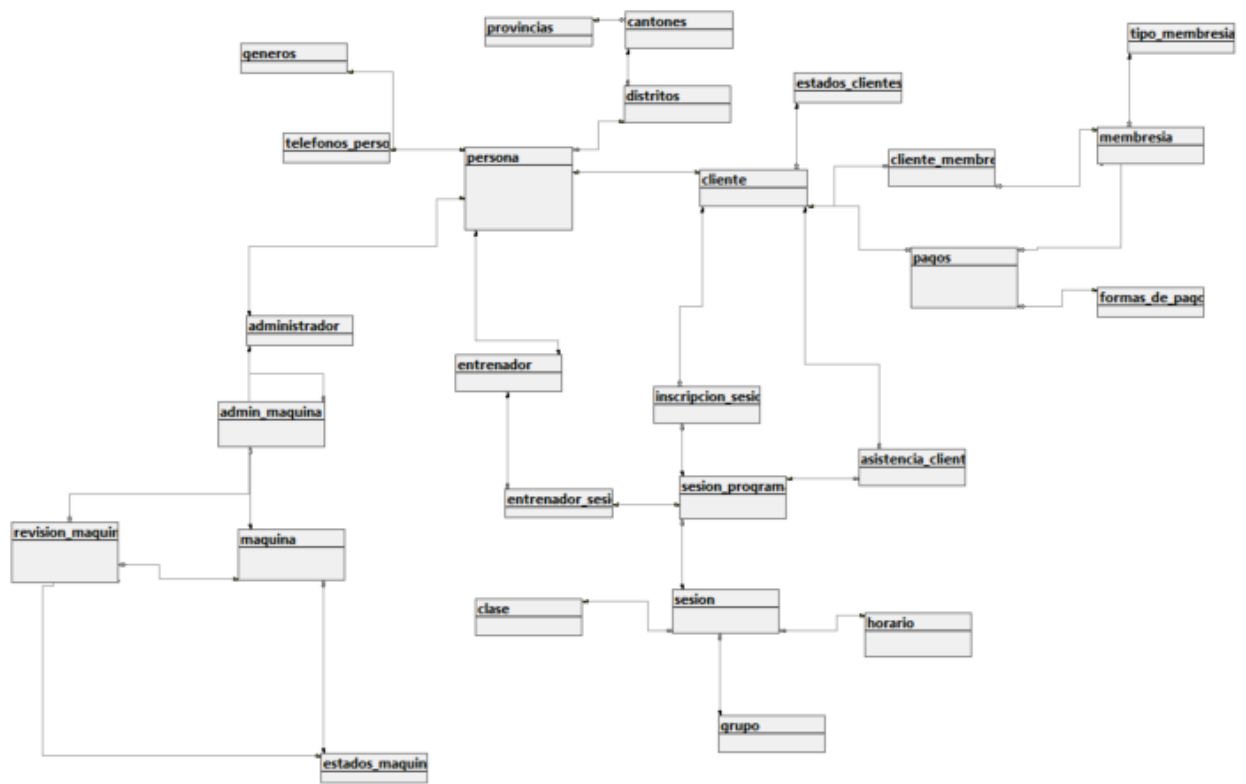 cantones
provincias
tipo_membresia
generos
estados_clientes
distritos
membresia
telefonos_perso
persona
cliente_membre
cliente
pagos
formas_de_pago
administrador
entrenador
inscripcion_sesio
admin_maquina
asistencia_client
sesion_program
entrenador_sesi
revision_maquin
maquina
sesion
clase
horario
grupo
estados_maquin